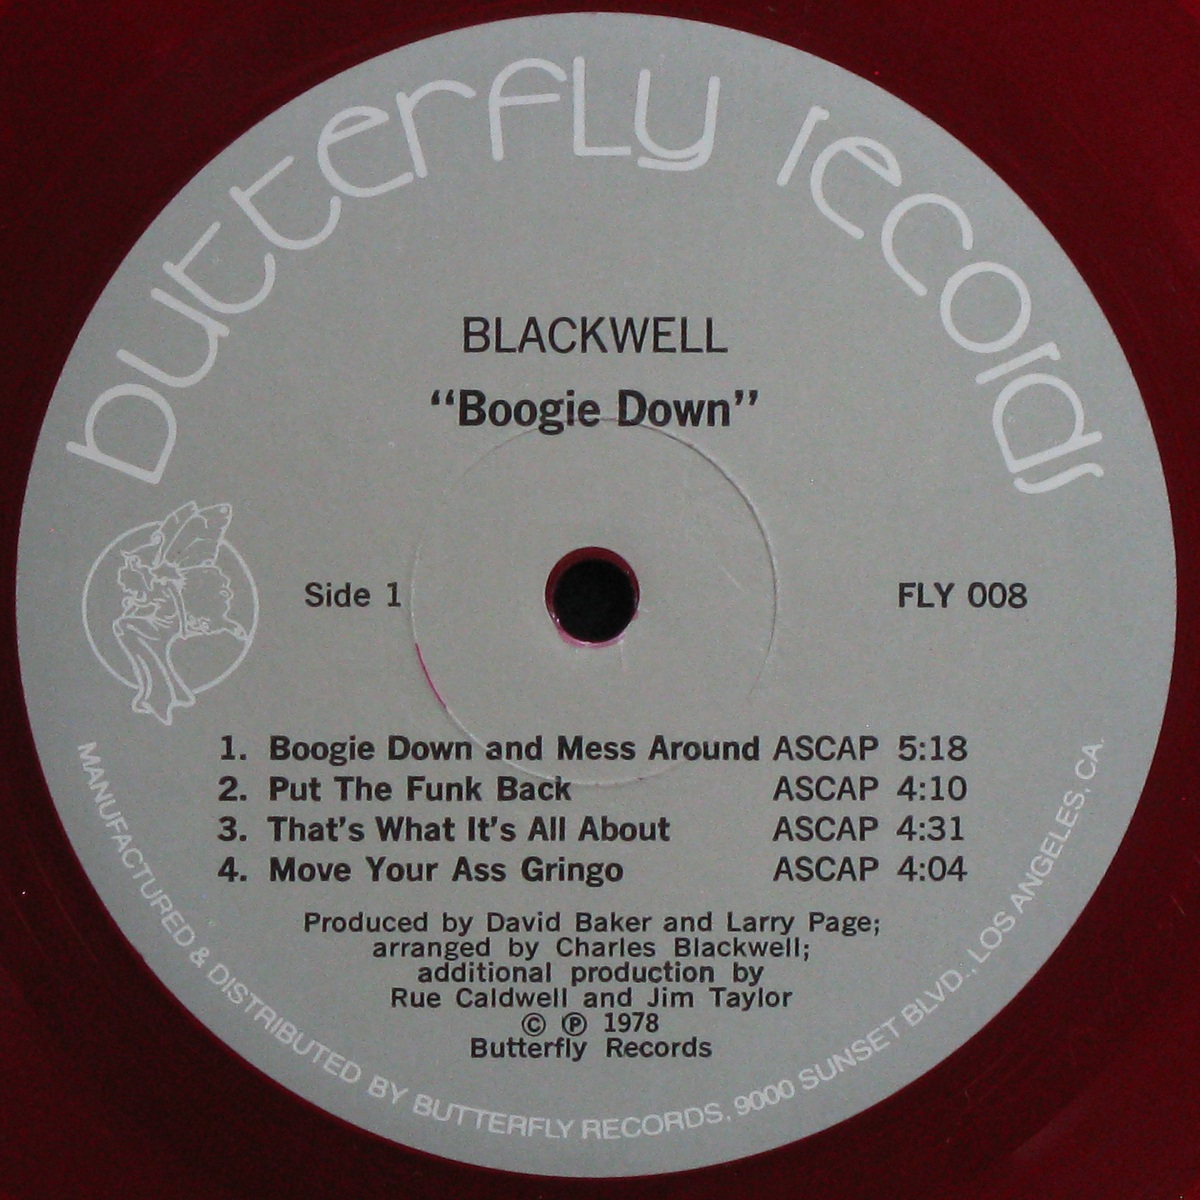 butterfly records
BLACKWELL
“Boogie Down”
Side 1
FLY 008
1. Boogie Down and Mess Around ASCAP 5:18
2. Put The Funk Back ASCAP 4:10
3. That's What It's All About ASCAP 4:31
4. Move Your Ass Gringo ASCAP 4:04
Produced by David Baker and Larry Page;
arranged by Charles Blackwell;
additional production by
Rue Caldwell and Jim Taylor
© ℗ 1978
Butterfly Records
MANUFACTURED & DISTRIBUTED BY BUTTERFLY RECORDS, 9000 SUNSET BLVD., LOS ANGELES, CA.